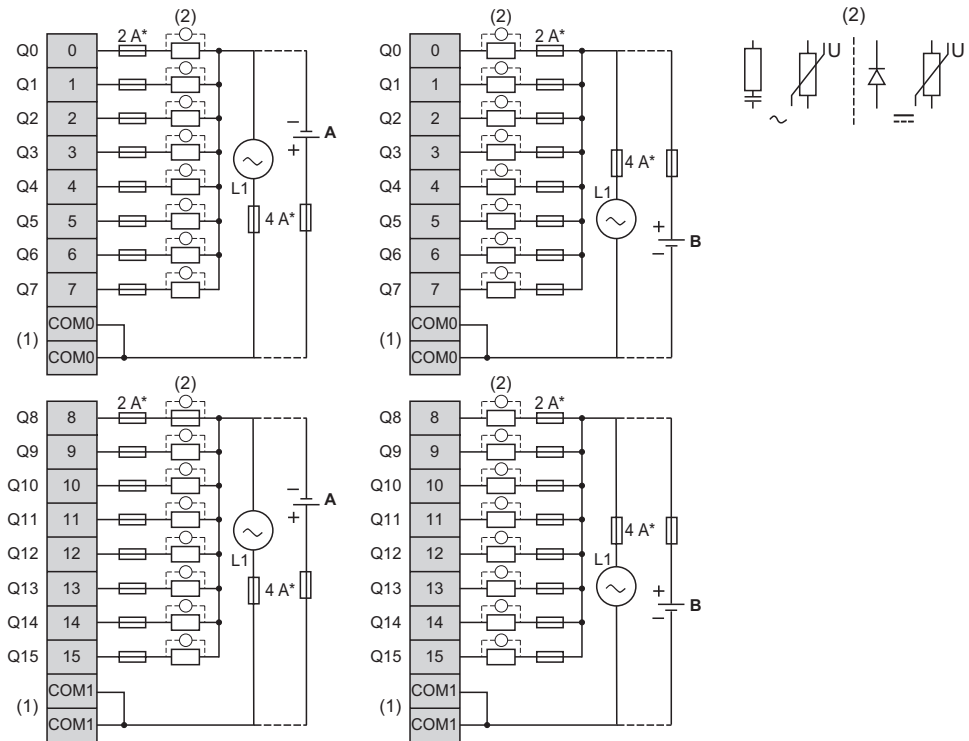 (2)
Q0 0 2 A*
Q1 1
Q2 2
Q3 3
Q4 4
Q5 5
Q6 6
Q7 7
COM0
(1)
COM0
L1
4 A*
–
+
A
(2)
Q0 0 2 A*
Q1 1
Q2 2
Q3 3
Q4 4
Q5 5
Q6 6
Q7 7
COM0
(1)
COM0
4 A*
L1
+
–
B
(2)
U
U
(2)
Q8 8 2 A*
Q9 9
Q10 10
Q11 11
Q12 12
Q13 13
Q14 14
Q15 15
COM1
(1)
COM1
L1
4 A*
–
+
A
(2)
Q8 8 2 A*
Q9 9
Q10 10
Q11 11
Q12 12
Q13 13
Q14 14
Q15 15
COM1
(1)
COM1
4 A*
L1
+
–
B